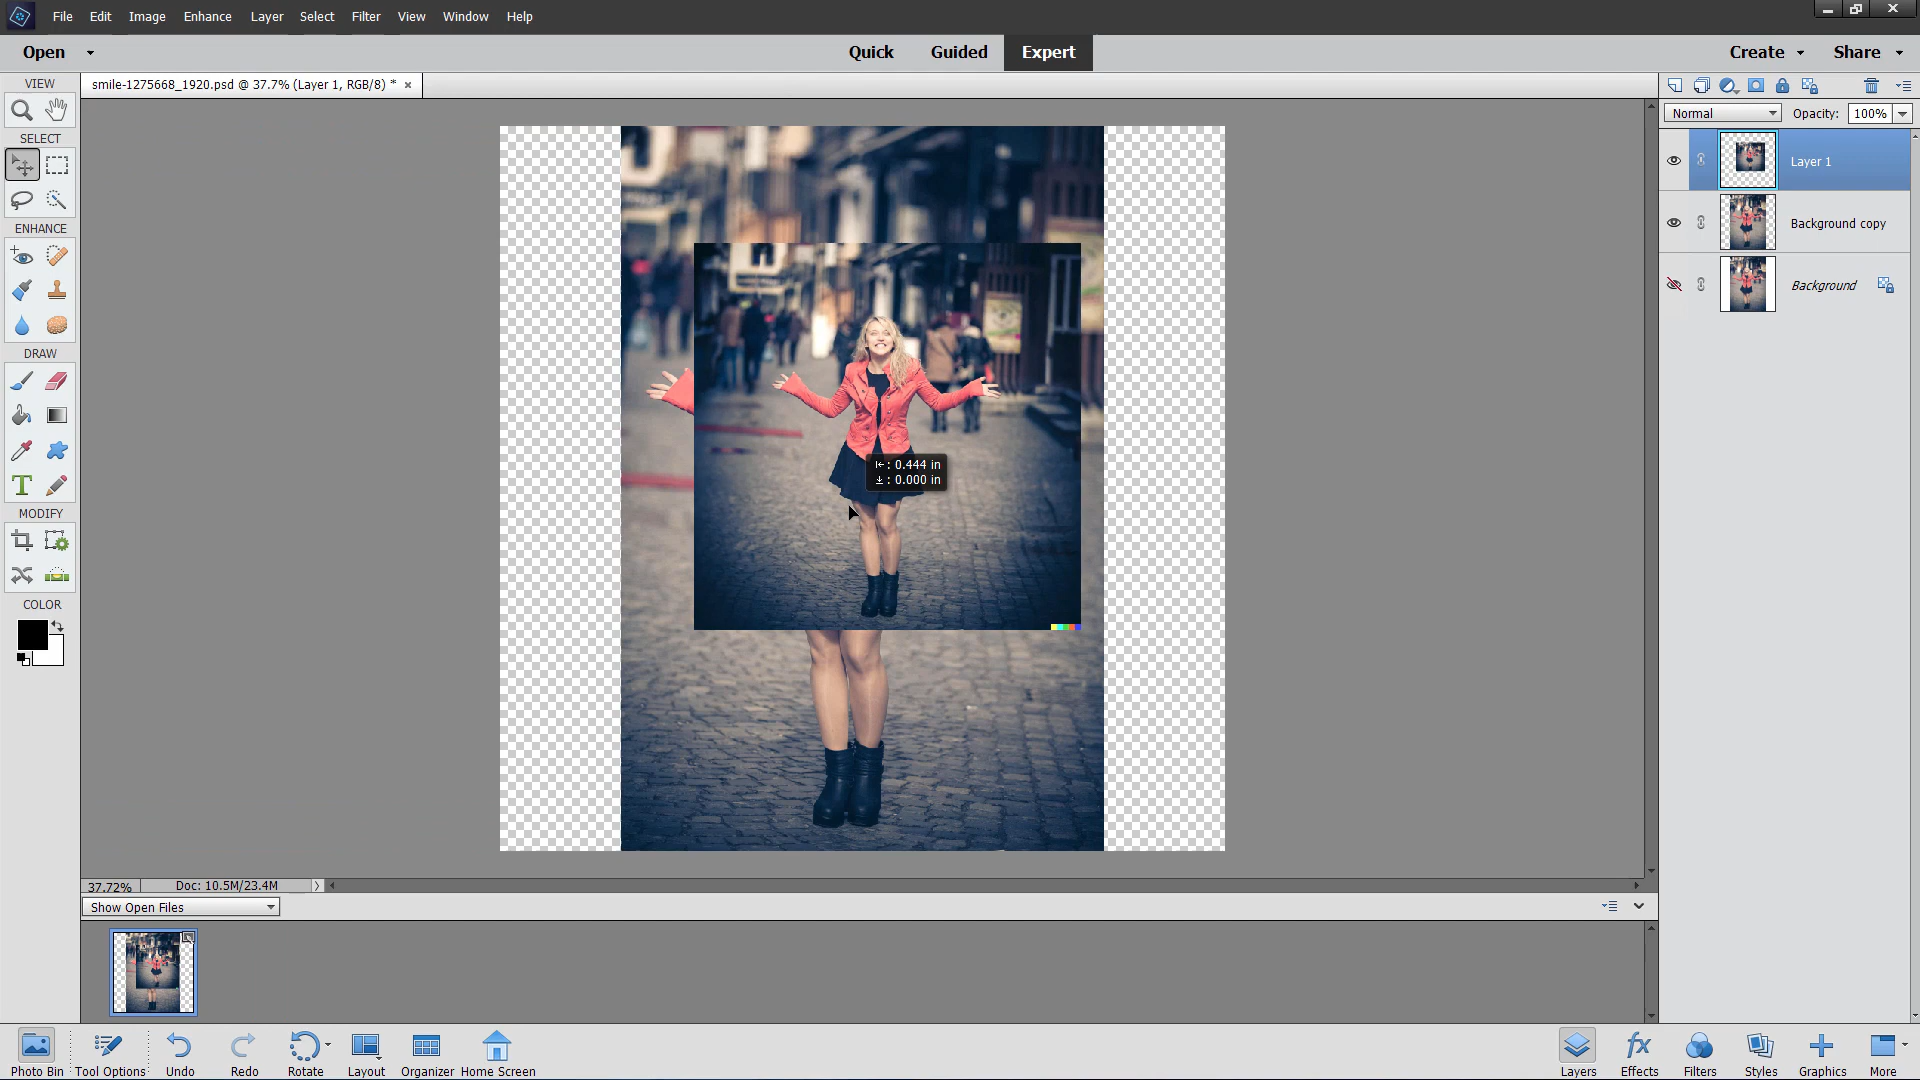 File Edit Image Enhance Layer Select Filter View Window Help
Open Quick Guided Expert Create Share
VIEW
smile-1275668_1920.psd @ 37.7% (Layer 1, RGB/8) * ×
SELECT
ENHANCE
DRAW
T
MODIFY
COLOR
Normal Opacity: 100%
Layer 1
Background copy
Background
: 0.444 in
: 0.000 in
37.72% Doc: 10.5M/23.4M
Show Open Files
Photo Bin Tool Options Undo Redo Rotate Layout Organizer Home Screen
fx
Layers Effects Filters Styles Graphics More